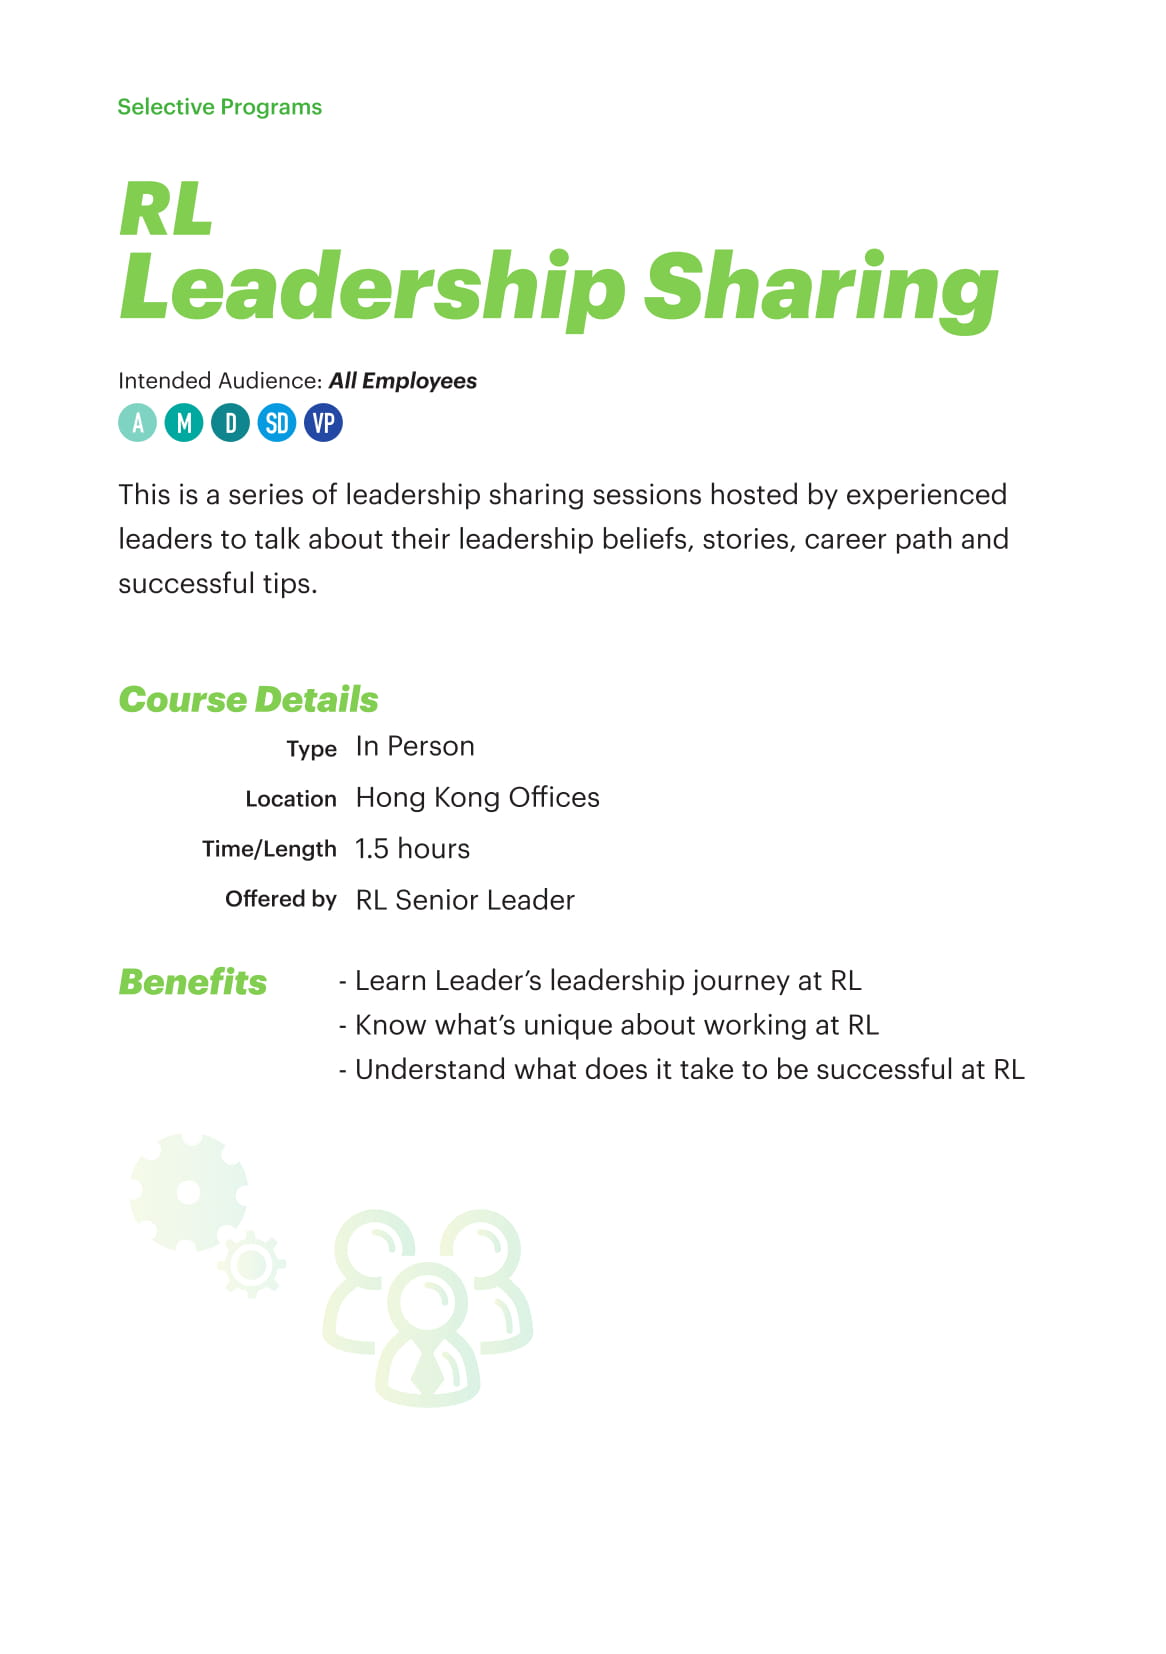 Selective Programs
RL
Leadership Sharing
Intended Audience: All Employees
A M D SD VP
This is a series of leadership sharing sessions hosted by experienced
leaders to talk about their leadership beliefs, stories, career path and
successful tips.
Course Details
Type In Person
Location Hong Kong Offices
Time/Length 1.5 hours
Offered by RL Senior Leader
Benefits - Learn Leader’s leadership journey at RL
- Know what’s unique about working at RL
- Understand what does it take to be successful at RL